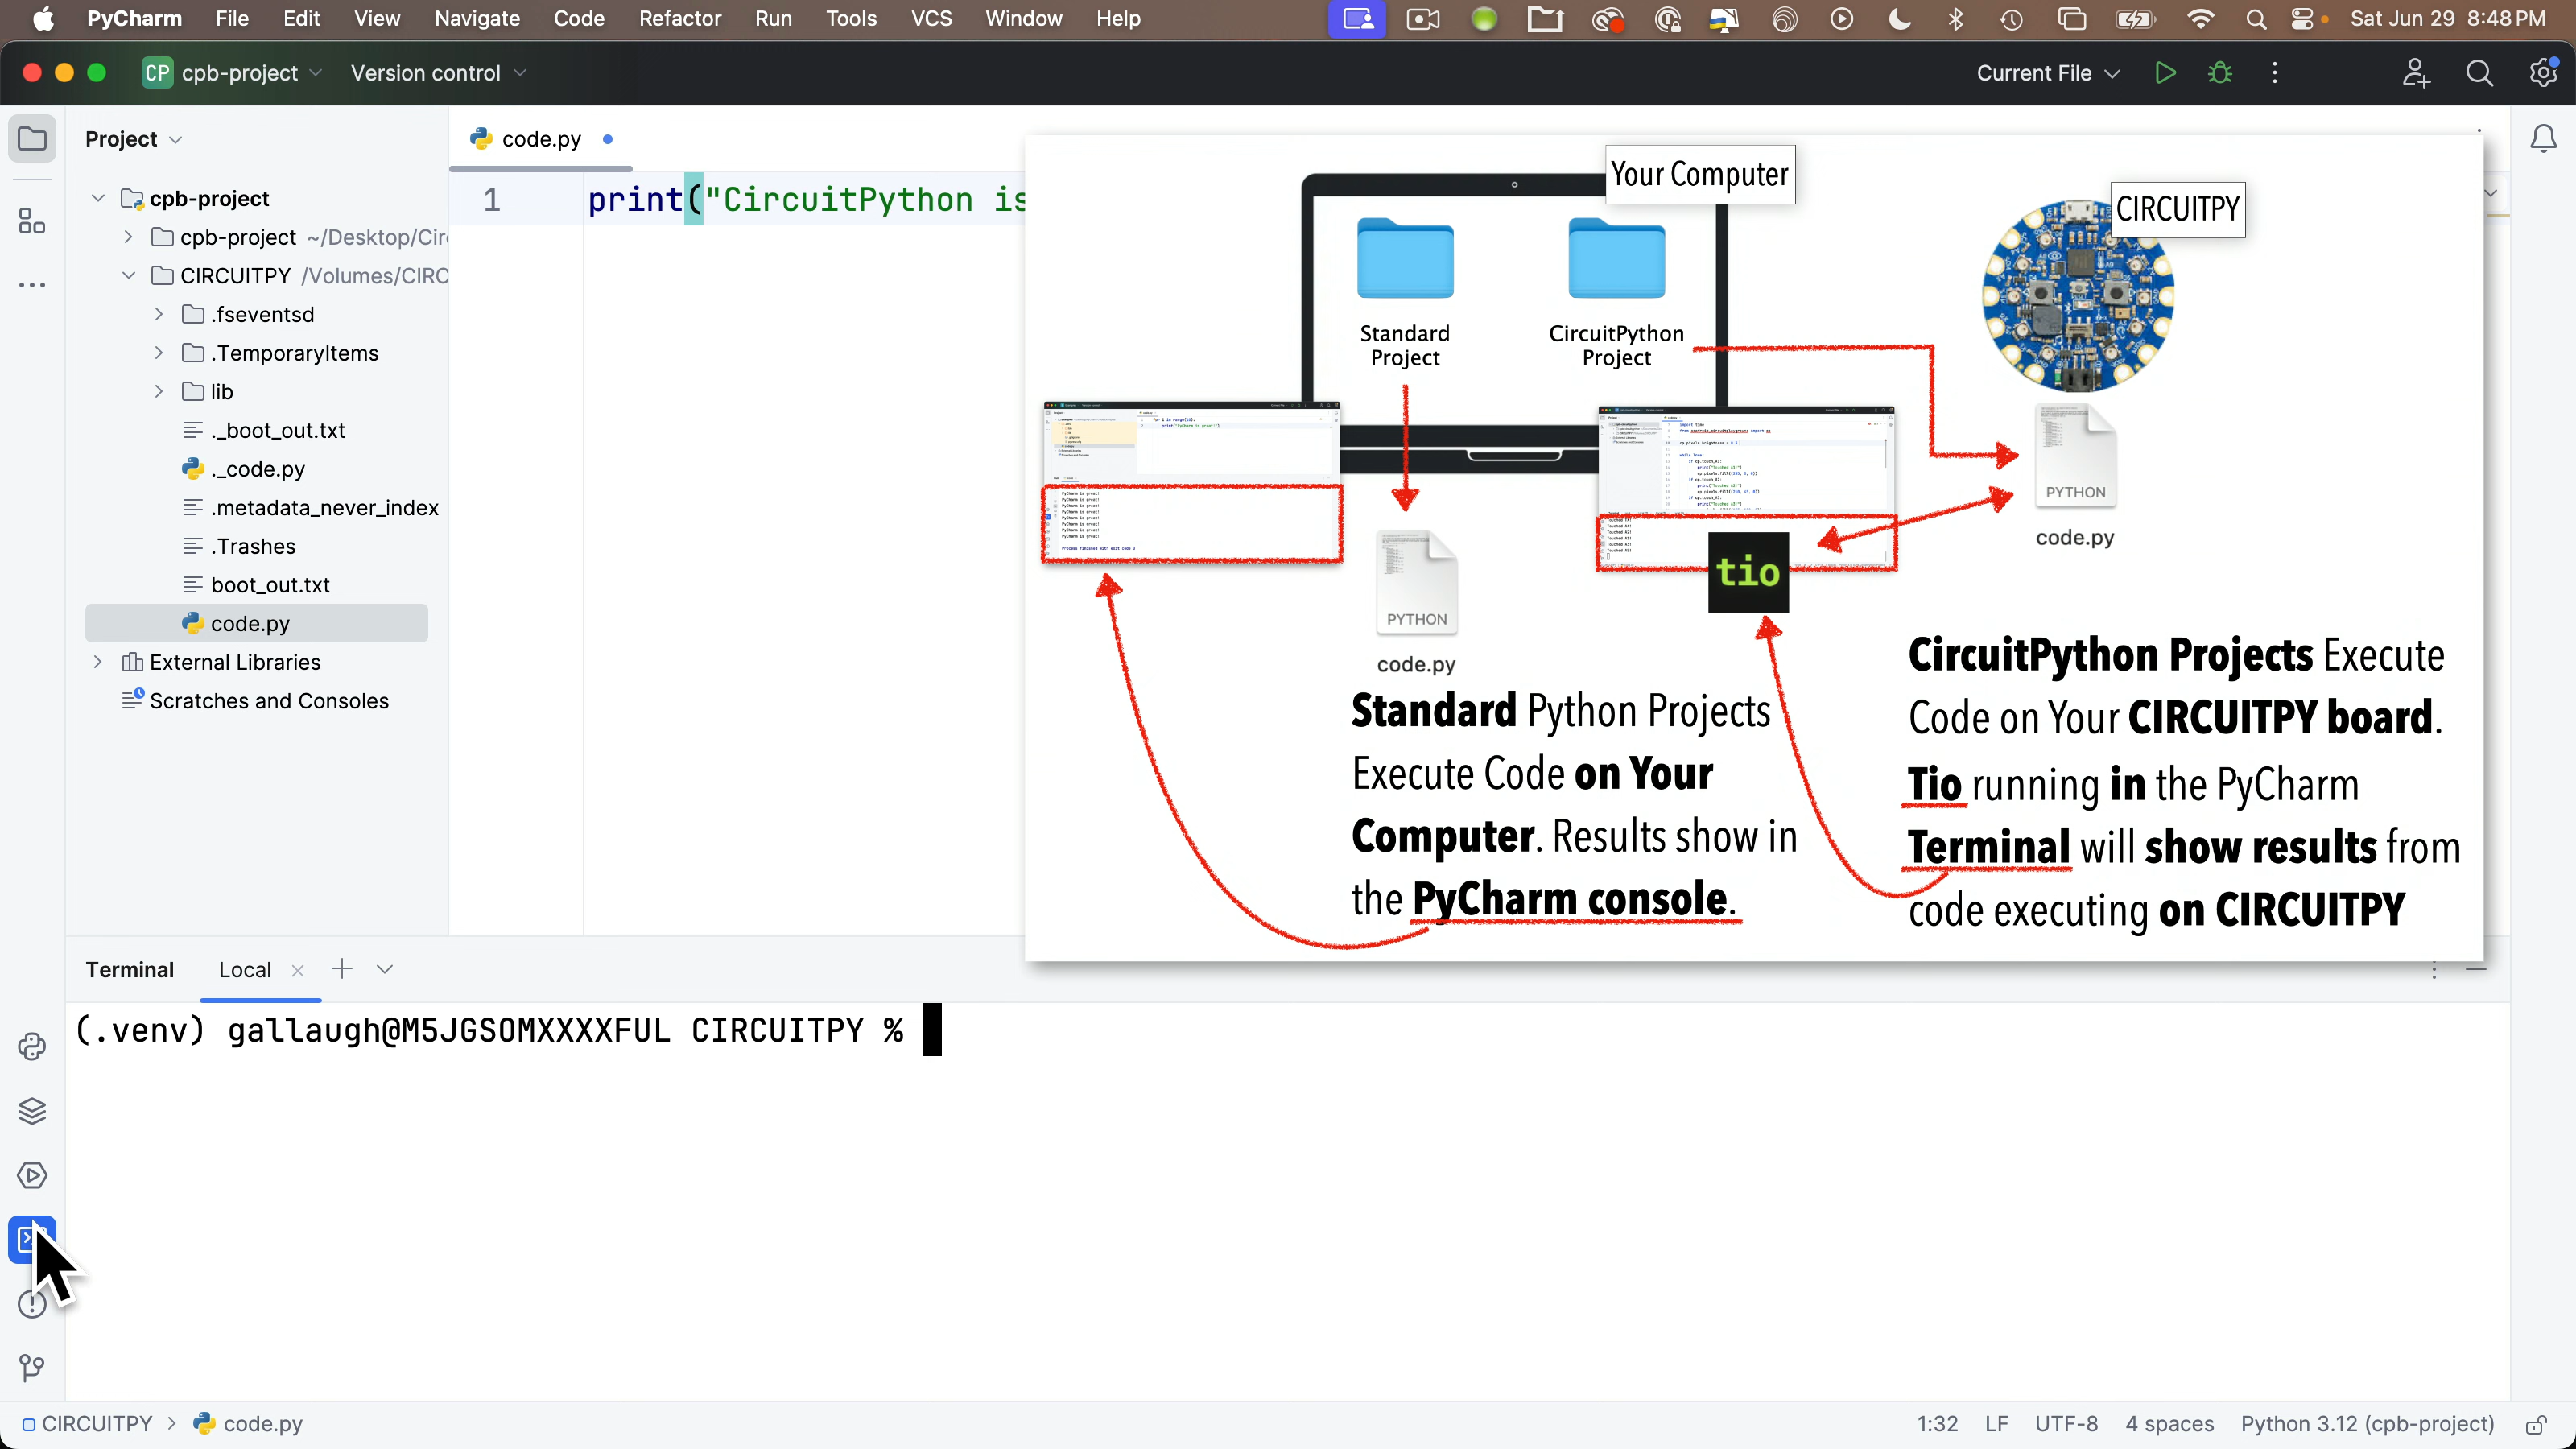 PyCharm File Edit View Navigate Code Refactor Run Tools VCS Window Help Sat Jun 29 8:48 PM
CP cpb-project Version control Current File
Project
code.py
cpb-project
cpb-project ~/Desktop/Cir
CIRCUITPY /Volumes/CIRC
.fseventsd
.TemporaryItems
lib
._boot_out.txt
._code.py
.metadata_never_index
.Trashes
boot_out.txt
code.py
External Libraries
Scratches and Consoles
1 print("CircuitPython is
Your Computer
CIRCUITPY
Standard
Project
CircuitPython
Project
PYTHON
code.py
tio
PYTHON
code.py
Standard Python Projects
Execute Code on Your
Computer. Results show in
the PyCharm console.
CircuitPython Projects Execute
Code on Your CIRCUITPY board.
Tio running in the PyCharm
Terminal will show results from
code executing on CIRCUITPY
Terminal Local
(.venv) gallaugh@M5JGSOMXXXXFUL CIRCUITPY %
CIRCUITPY > code.py
1:32 LF UTF-8 4 spaces Python 3.12 (cpb-project)